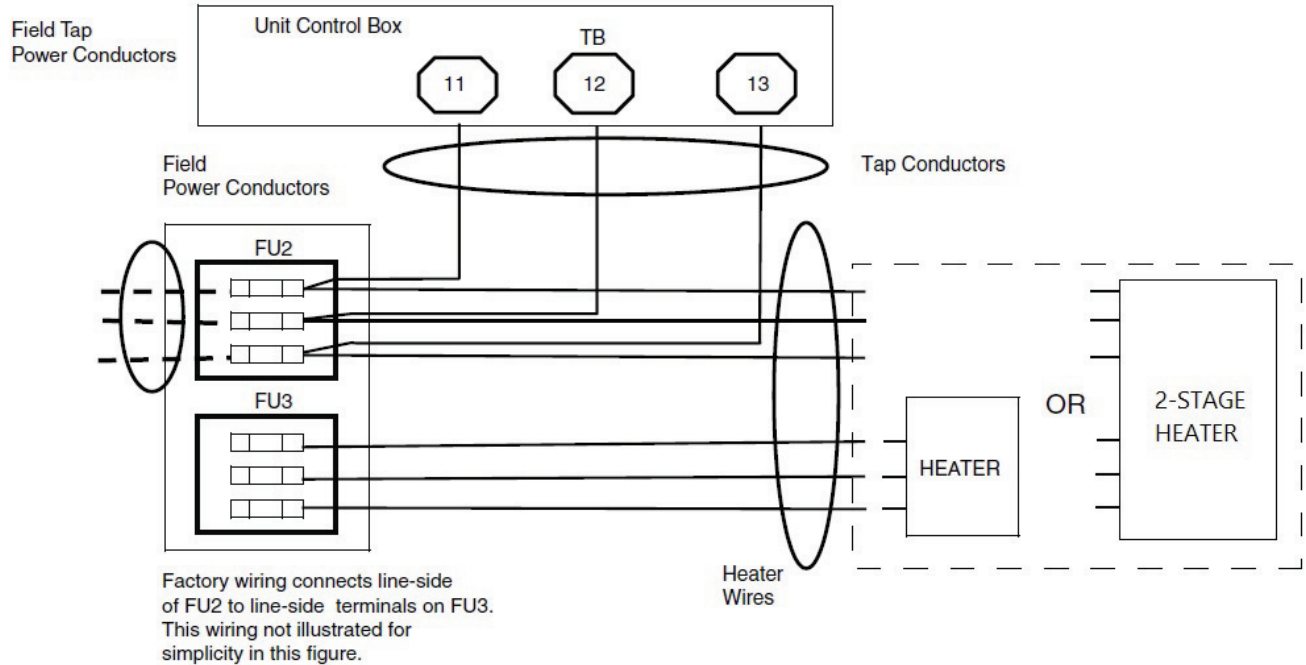 Field Tap
Power Conductors
Unit Control Box
TB
11
12
13
Field
Power Conductors
Tap Conductors
FU2
FU3
HEATER
OR
2-STAGE
HEATER
Heater
Wires
Factory wiring connects line-side
of FU2 to line-side terminals on FU3.
This wiring not illustrated for
simplicity in this figure.